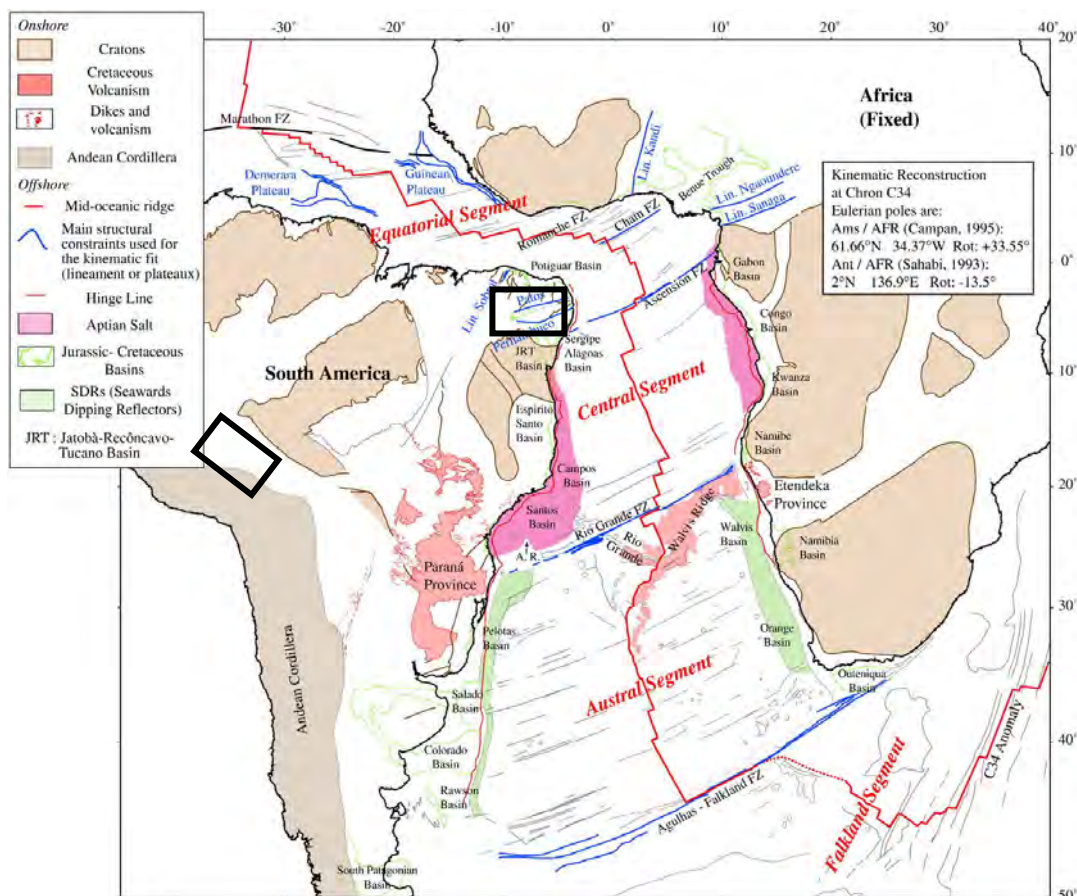 Onshore
Cratons
Cretaceous
Volcanism
Dikes and
volcanism
Andean Cordillera
Offshore
Mid-oceanic ridge
Main structural
constraints used for
the kinematic fit
(lineament or plateaux)
Hinge Line
Aptian Salt
Jurassic- Cretaceous
Basins
SDRs (Seawards
Dipping Reflectors)
JRT : Jatobà-Recôncavo-
Tucano Basin
-30° -20° -10° 0° 10° 20° 30° 40°
20°
10°
0°
10°
20°
30°
40°
50°
Africa
(Fixed)
Kinematic Reconstruction
at Chron C34
Eulerian poles are:
Ams / AFR (Campan, 1995):
61.66°N 34.37°W Rot: +33.55°
Ant / AFR (Sahabi, 1993):
2°N 136.9°E Rot: -13.5°
Marathon FZ
Demerara
Plateau
Guinean
Plateau
Equatorial Segment
Romanche FZ
Chain FZ
Lin. Kandi
Benue Trough
Lin. Ngaoundere
Lin. Sanaga
Potiguar Basin
Ascension FZ
Gabon
Basin
Lin. Sobral
Patos
Pernambuco
Sergipe
Alagoas
Basin
JRT
Basin
Congo
Basin
South America
Central Segment
Kwanza
Basin
Espirito
Santo
Basin
Campos
Basin
Namibe
Basin
Etendeka
Province
Santos
Basin
Rio Grande FZ
Walvis Ridge
A. R.
Rio
Grande
Walvis
Basin
Namibia
Basin
Paraná
Province
Pelotas
Basin
Orange
Basin
Austral Segment
Outeniqua
Basin
Andean Cordillera
Salado
Basin
Colorado
Basin
Rawson
Basin
Agulhas - Falkland FZ
Falkland Segment
C34 Anomaly
South Patagonian
Basin